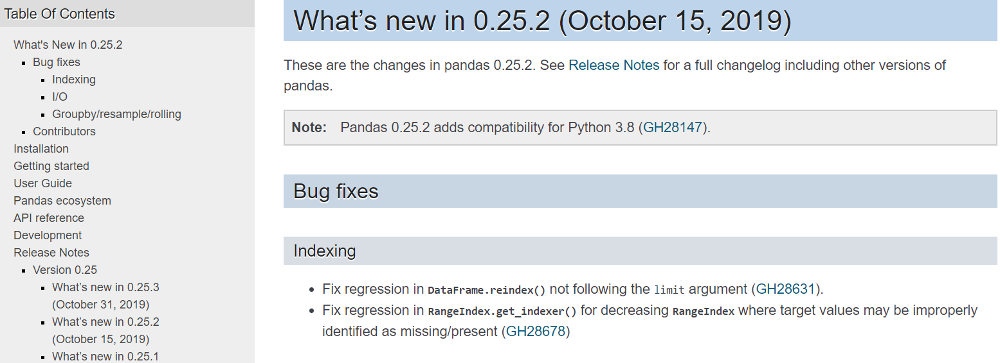 Table Of Contents
What's New in 0.25.2
Bug fixes
Indexing
I/O
Groupby/resample/rolling
Contributors
Installation
Getting started
User Guide
Pandas ecosystem
API reference
Development
Release Notes
Version 0.25
What’s new in 0.25.3
(October 31, 2019)
What’s new in 0.25.2
(October 15, 2019)
What’s new in 0.25.1
What’s new in 0.25.2 (October 15, 2019)
These are the changes in pandas 0.25.2. See Release Notes for a full changelog including other versions of
pandas.
Note: Pandas 0.25.2 adds compatibility for Python 3.8 (GH28147).
Bug fixes
Indexing
Fix regression in DataFrame.reindex() not following the limit argument (GH28631).
Fix regression in RangeIndex.get_indexer() for decreasing RangeIndex where target values may be improperly
identified as missing/present (GH28678)